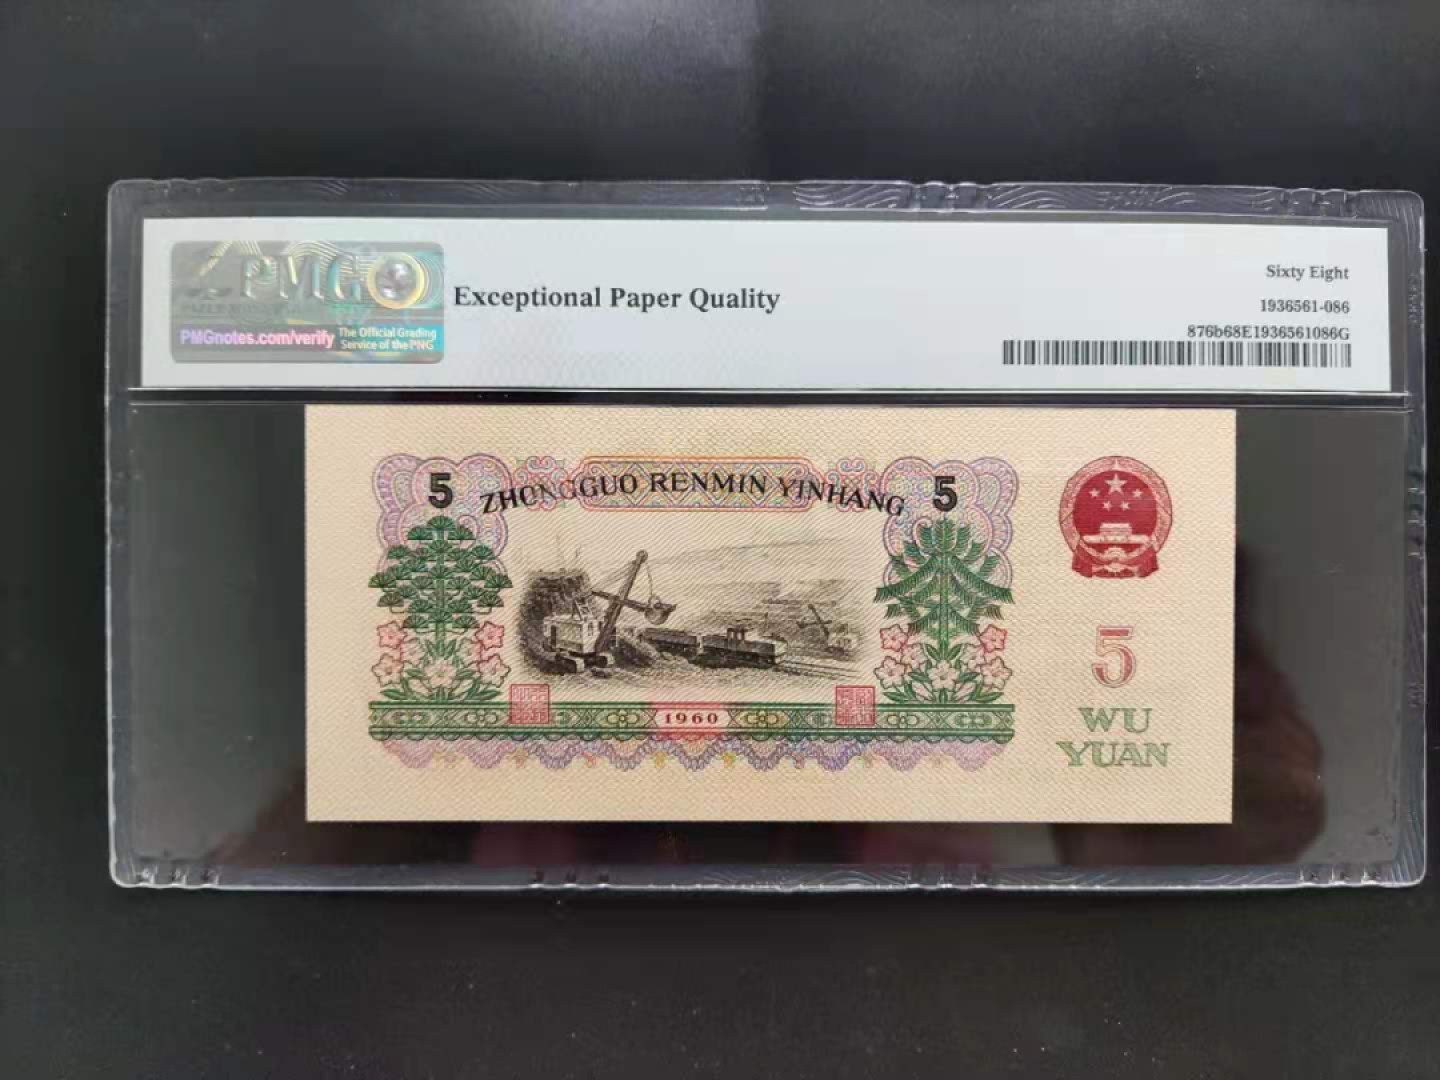 PMG
PMGnotes.com/verify
The Official Grading
Service of the PNG
Exceptional Paper Quality
Sixty Eight
1936561-086
876b68E1936561086G
5
ZHONGGUO RENMIN YINHANG
5
5
1960
WU
YUAN